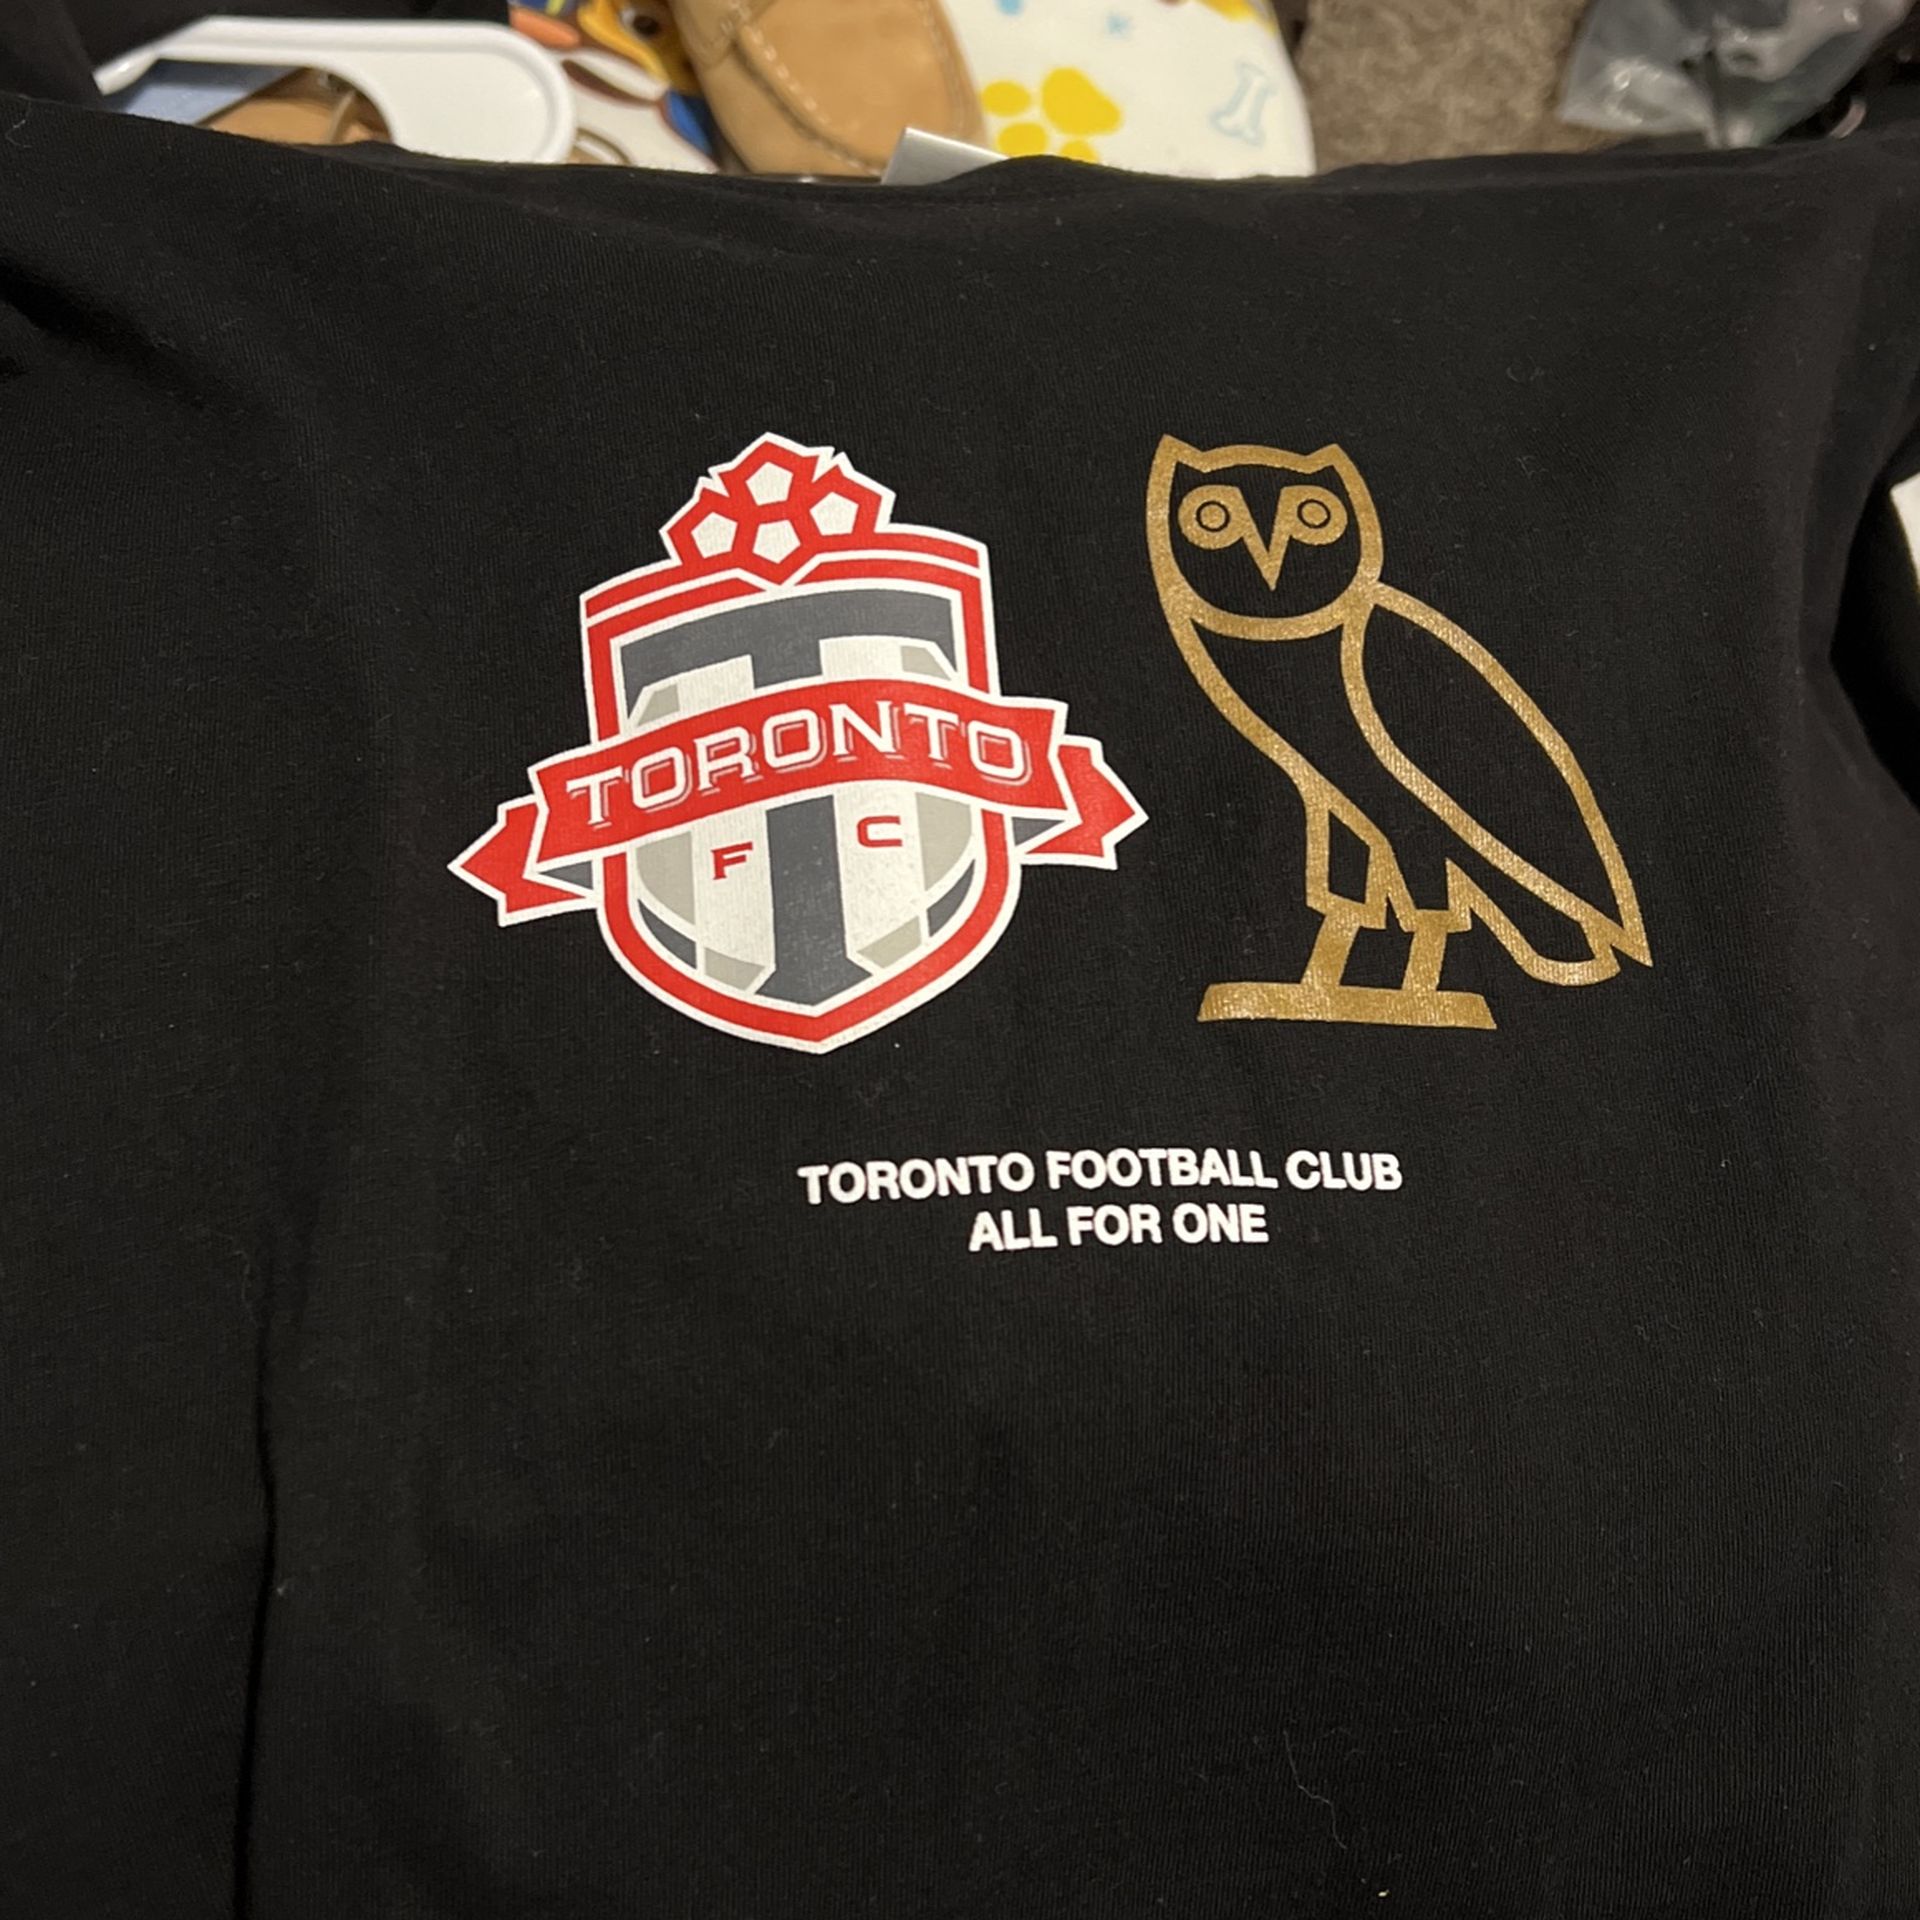 TORONTO
F C
TORONTO FOOTBALL CLUB
ALL FOR ONE